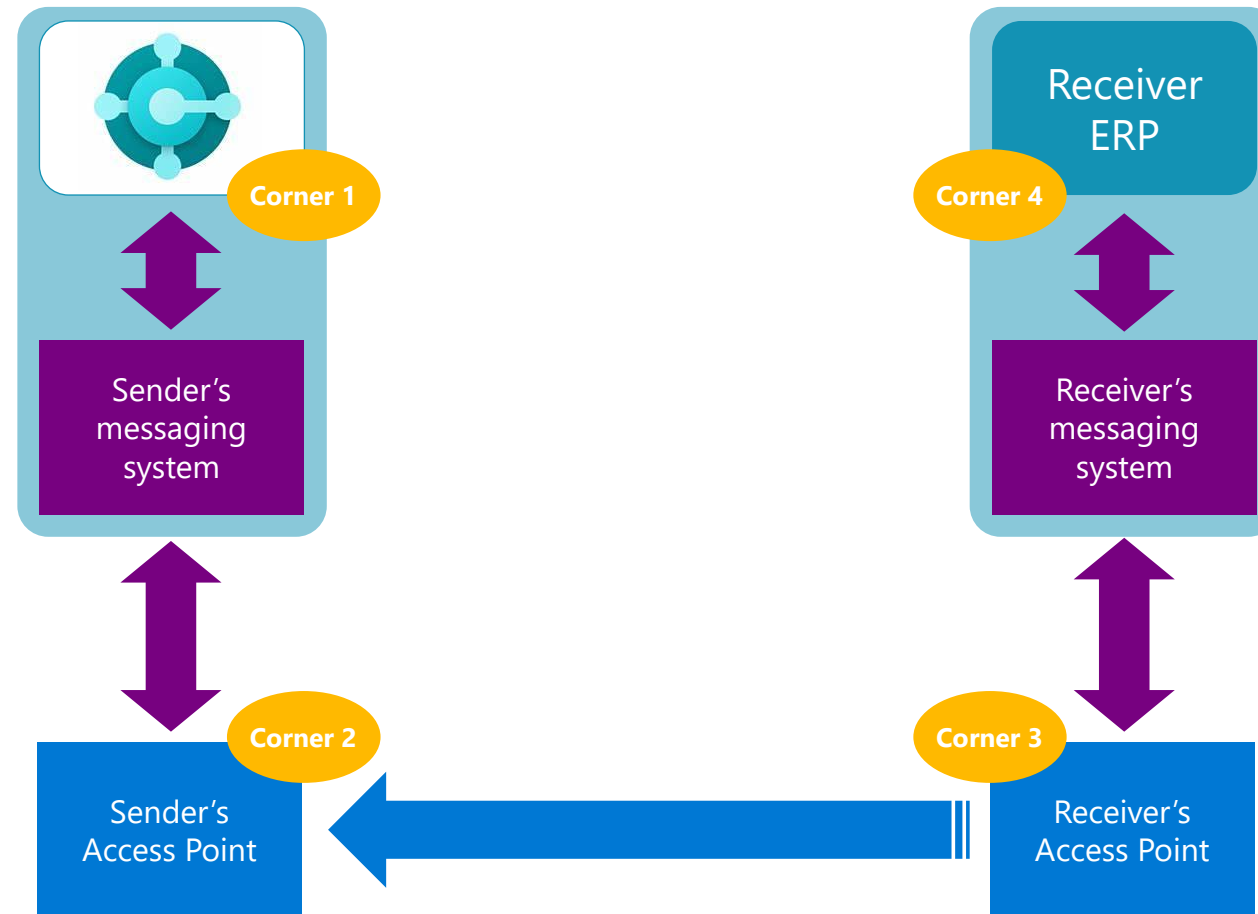 Receiver
ERP
Corner 1
Corner 4
Sender’s
messaging
system
Receiver’s
messaging
system
Corner 2
Corner 3
Sender’s
Access Point
Receiver’s
Access Point